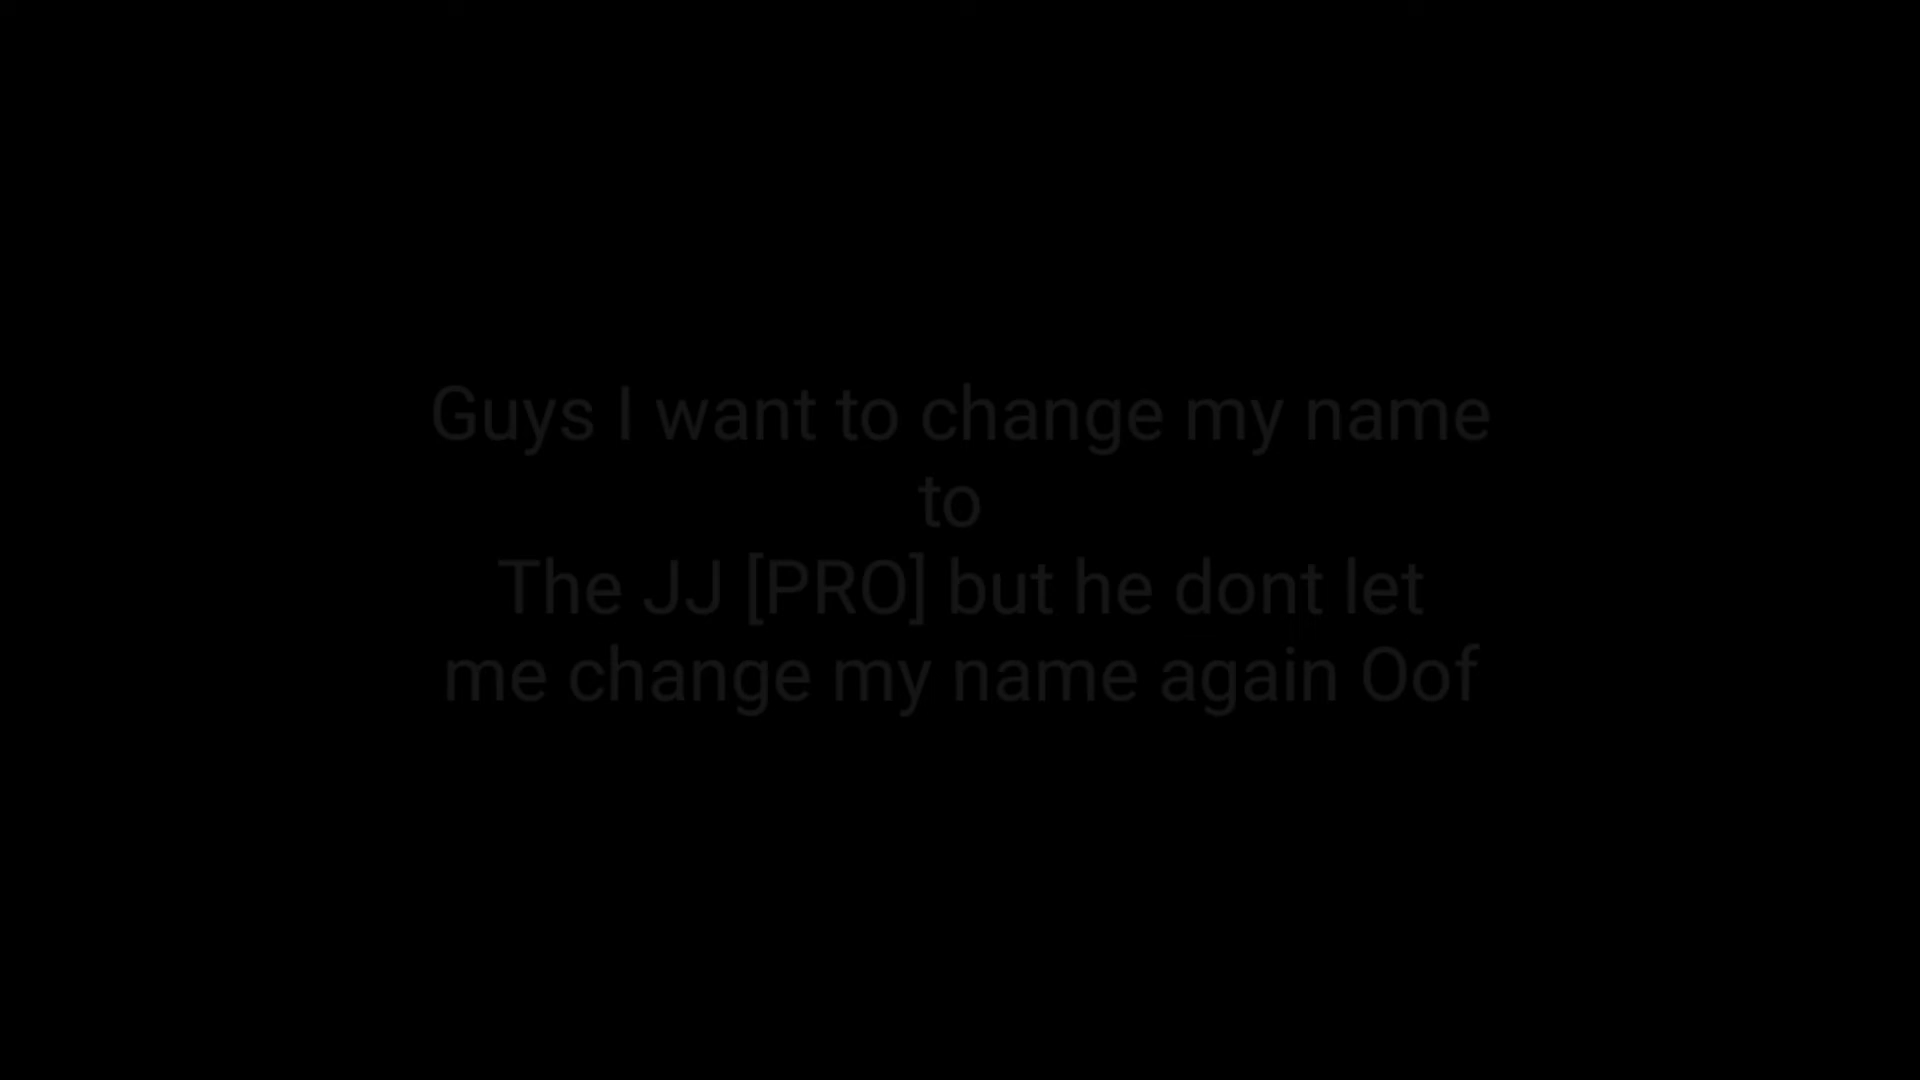 Guys I want to change my name
to
The JJ [PRO] but he dont let
me change my name again Oof